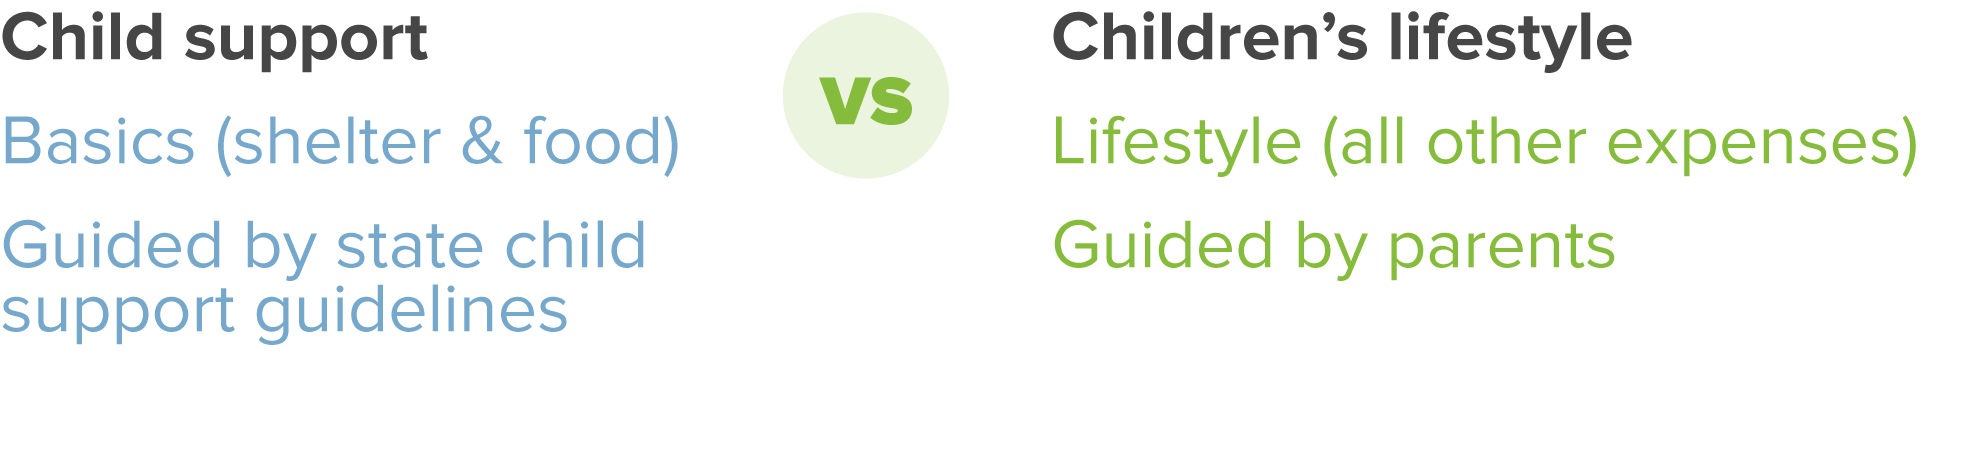 Child support
Basics (shelter & food)
Guided by state child
support guidelines
vs
Children’s lifestyle
Lifestyle (all other expenses)
Guided by parents